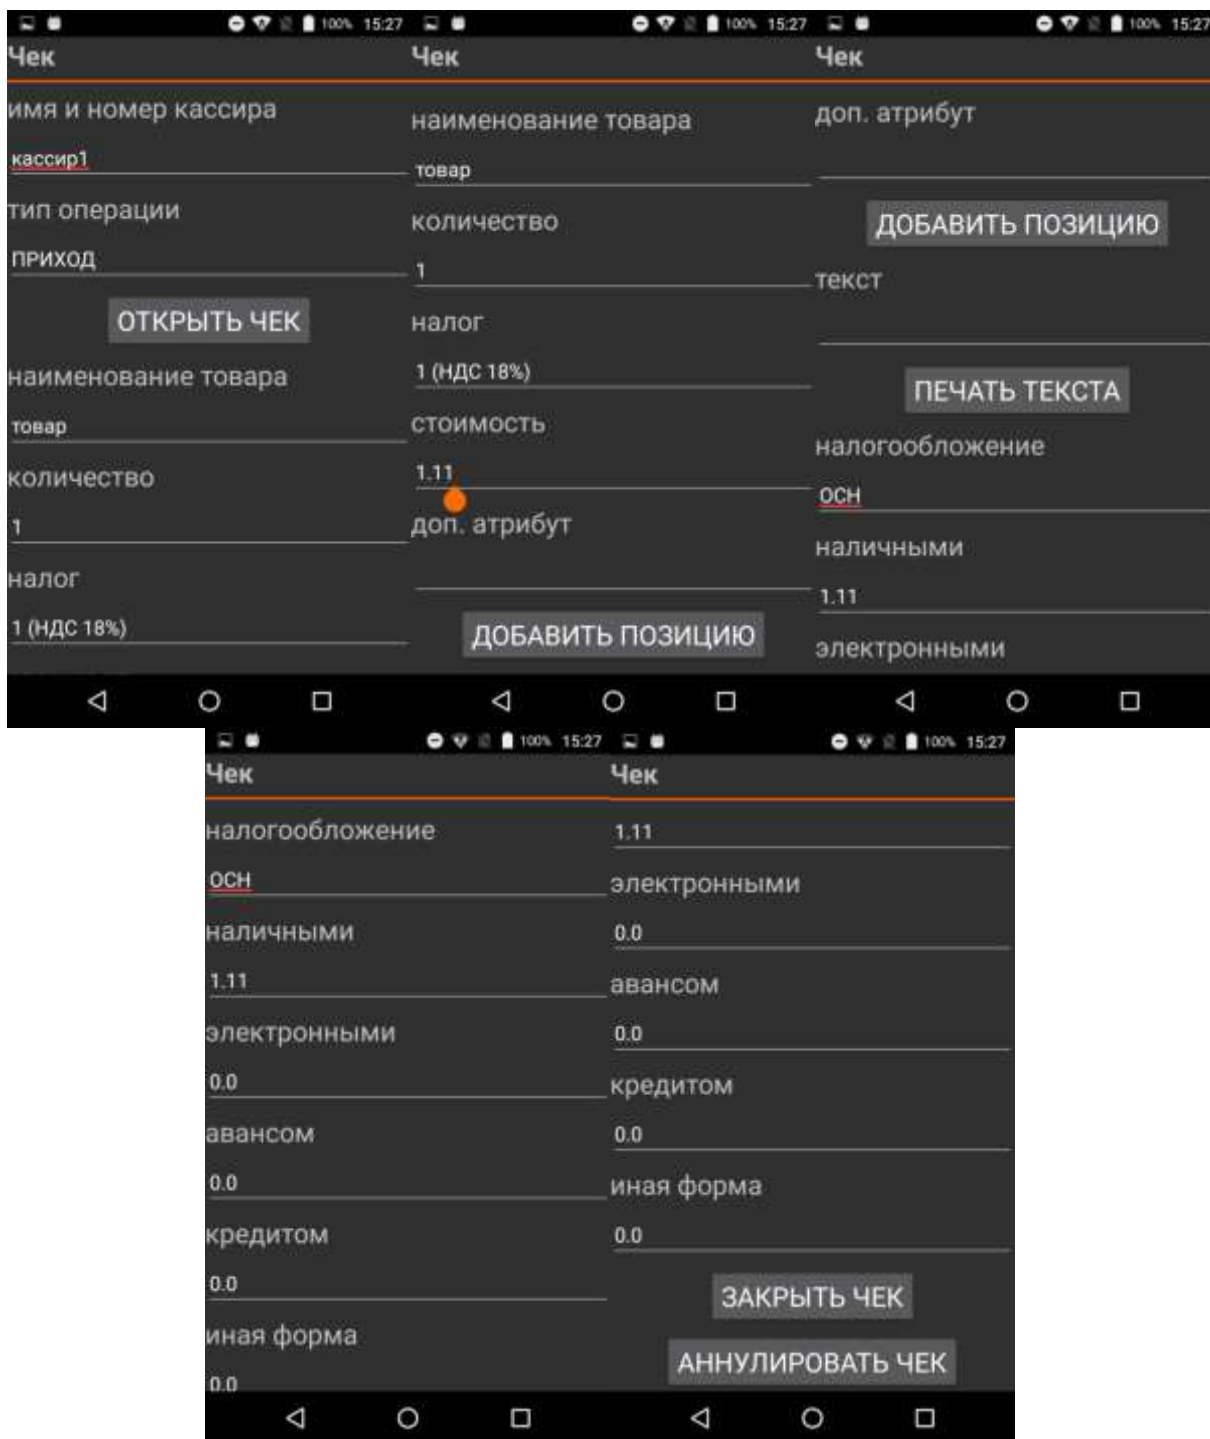 100% 15:27
Чек
имя и номер кассира
кассир1
тип операции
ПРИХОД
ОТКРЫТЬ ЧЕК
наименование товара
товар
количество
1
налог
1 (НДС 18%)
100% 15:27
Чек
наименование товара
товар
количество
1
налог
1 (НДС 18%)
стоимость
1.11
доп. атрибут
ДОБАВИТЬ ПОЗИЦИЮ
100% 15:27
Чек
доп. атрибут
ДОБАВИТЬ ПОЗИЦИЮ
текст
ПЕЧАТЬ ТЕКСТА
налогообложение
ОСН
наличными
1.11
электронными
100% 15:27
Чек
налогообложение
ОСН
наличными
1.11
электронными
0.0
авансом
0.0
кредитом
0.0
иная форма
0.0
100% 15:27
Чек
1.11
электронными
0.0
авансом
0.0
кредитом
0.0
иная форма
0.0
ЗАКРЫТЬ ЧЕК
АННУЛИРОВАТЬ ЧЕК